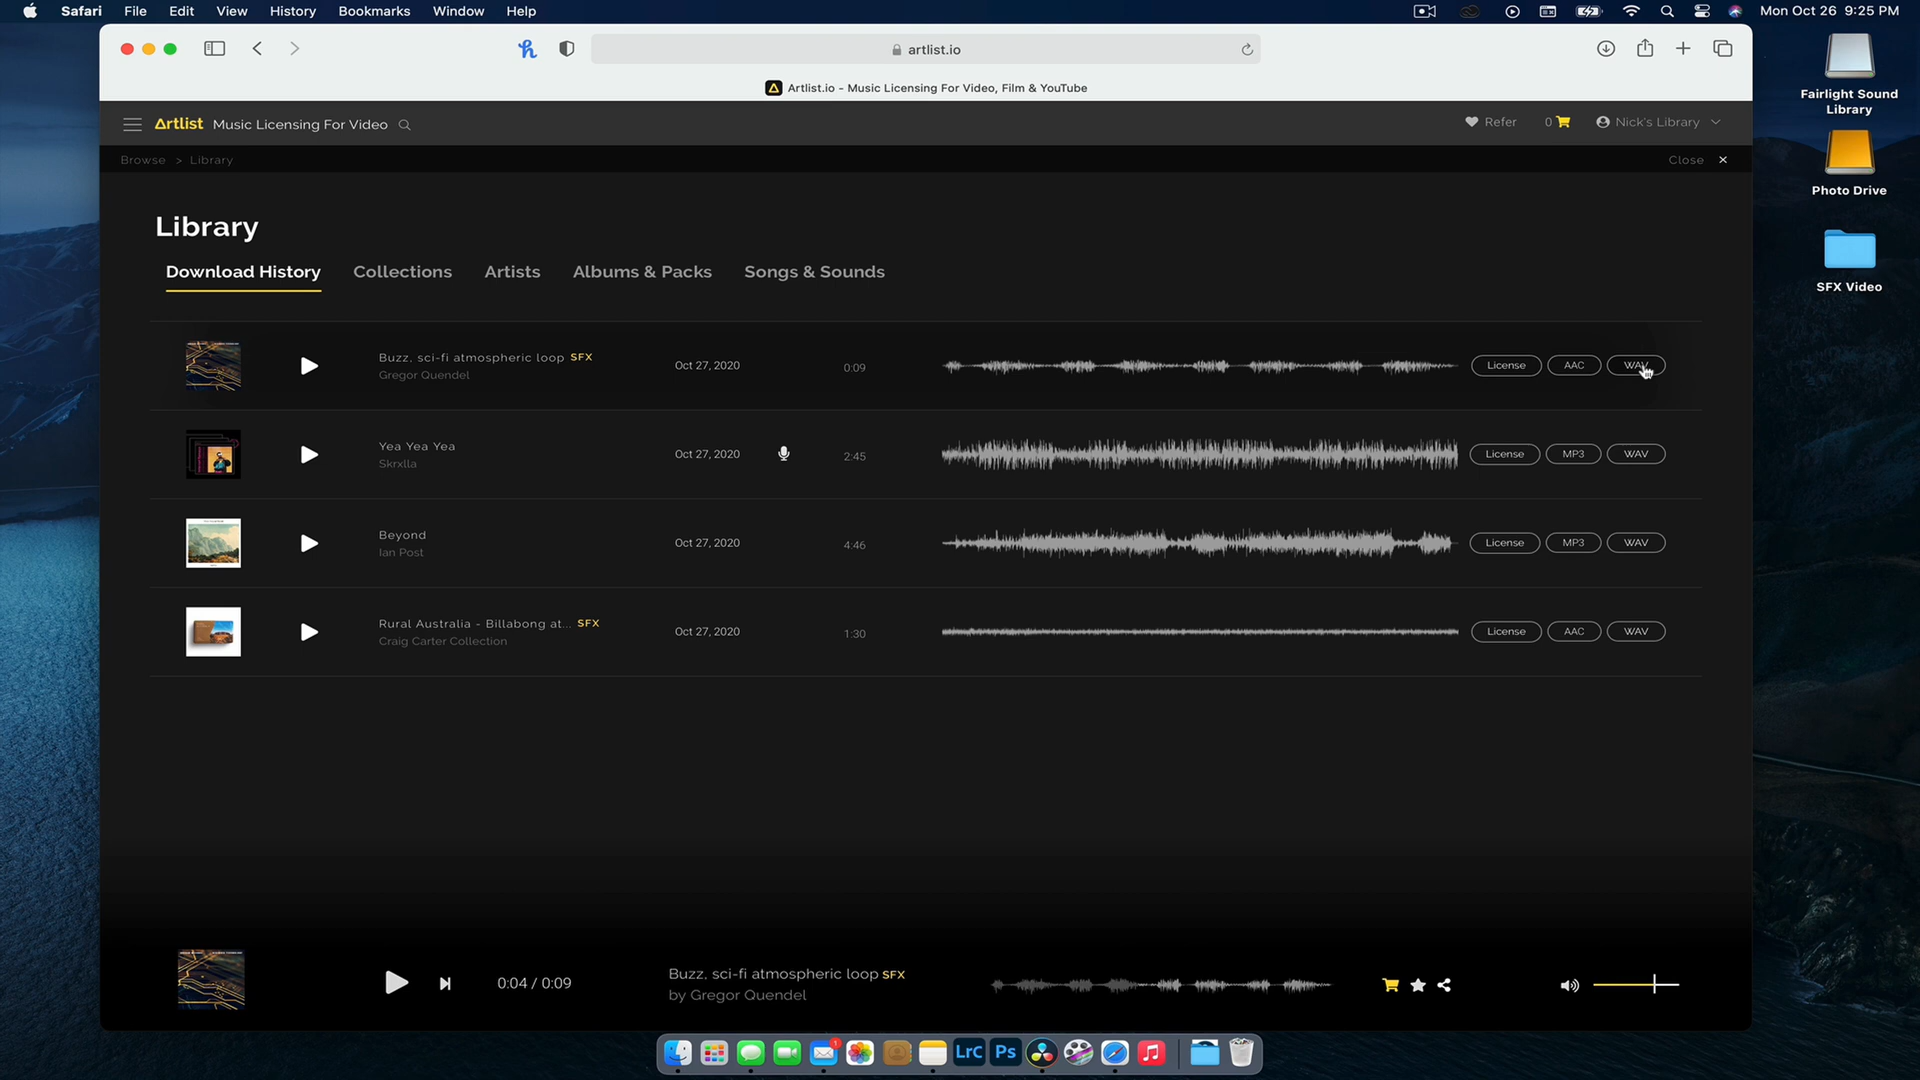 Safari File Edit View History Bookmarks Window Help Mon Oct 26 9:25 PM
artlist.io
Artlist.io - Music Licensing For Video, Film & YouTube
Artlist Music Licensing For Video Refer 0 Nick's Library
Browse > Library Close ×
Library
Download History Collections Artists Albums & Packs Songs & Sounds
Buzz, sci-fi atmospheric loop SFX
Gregor Quendel
Oct 27, 2020 0:09 License AAC WAV
Yea Yea Yea
Skrxlla
Oct 27, 2020 2:45 License MP3 WAV
Beyond
Ian Post
Oct 27, 2020 4:46 License MP3 WAV
Rural Australia - Billabong at... SFX
Craig Carter Collection
Oct 27, 2020 1:30 License AAC WAV
0:04 / 0:09
Buzz, sci-fi atmospheric loop SFX
by Gregor Quendel
Fairlight Sound
Library
Photo Drive
SFX Video
1
LrC Ps